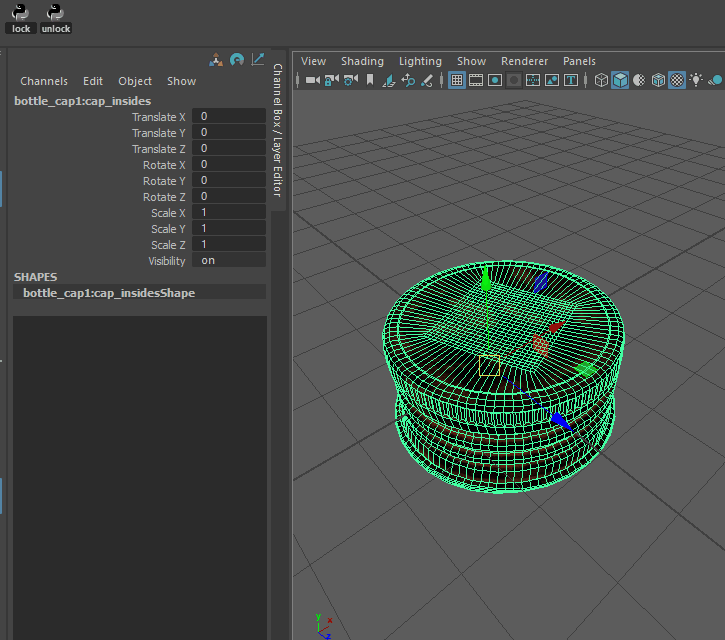 lock unlock
Channels Edit Object Show
bottle_cap1:cap_insides
Translate X 0
Translate Y 0
Translate Z 0
Rotate X 0
Rotate Y 0
Rotate Z 0
Scale X 1
Scale Y 1
Scale Z 1
Visibility on
SHAPES
bottle_cap1:cap_insidesShape
Channel Box / Layer Editor
View Shading Lighting Show Renderer Panels
y
x
z